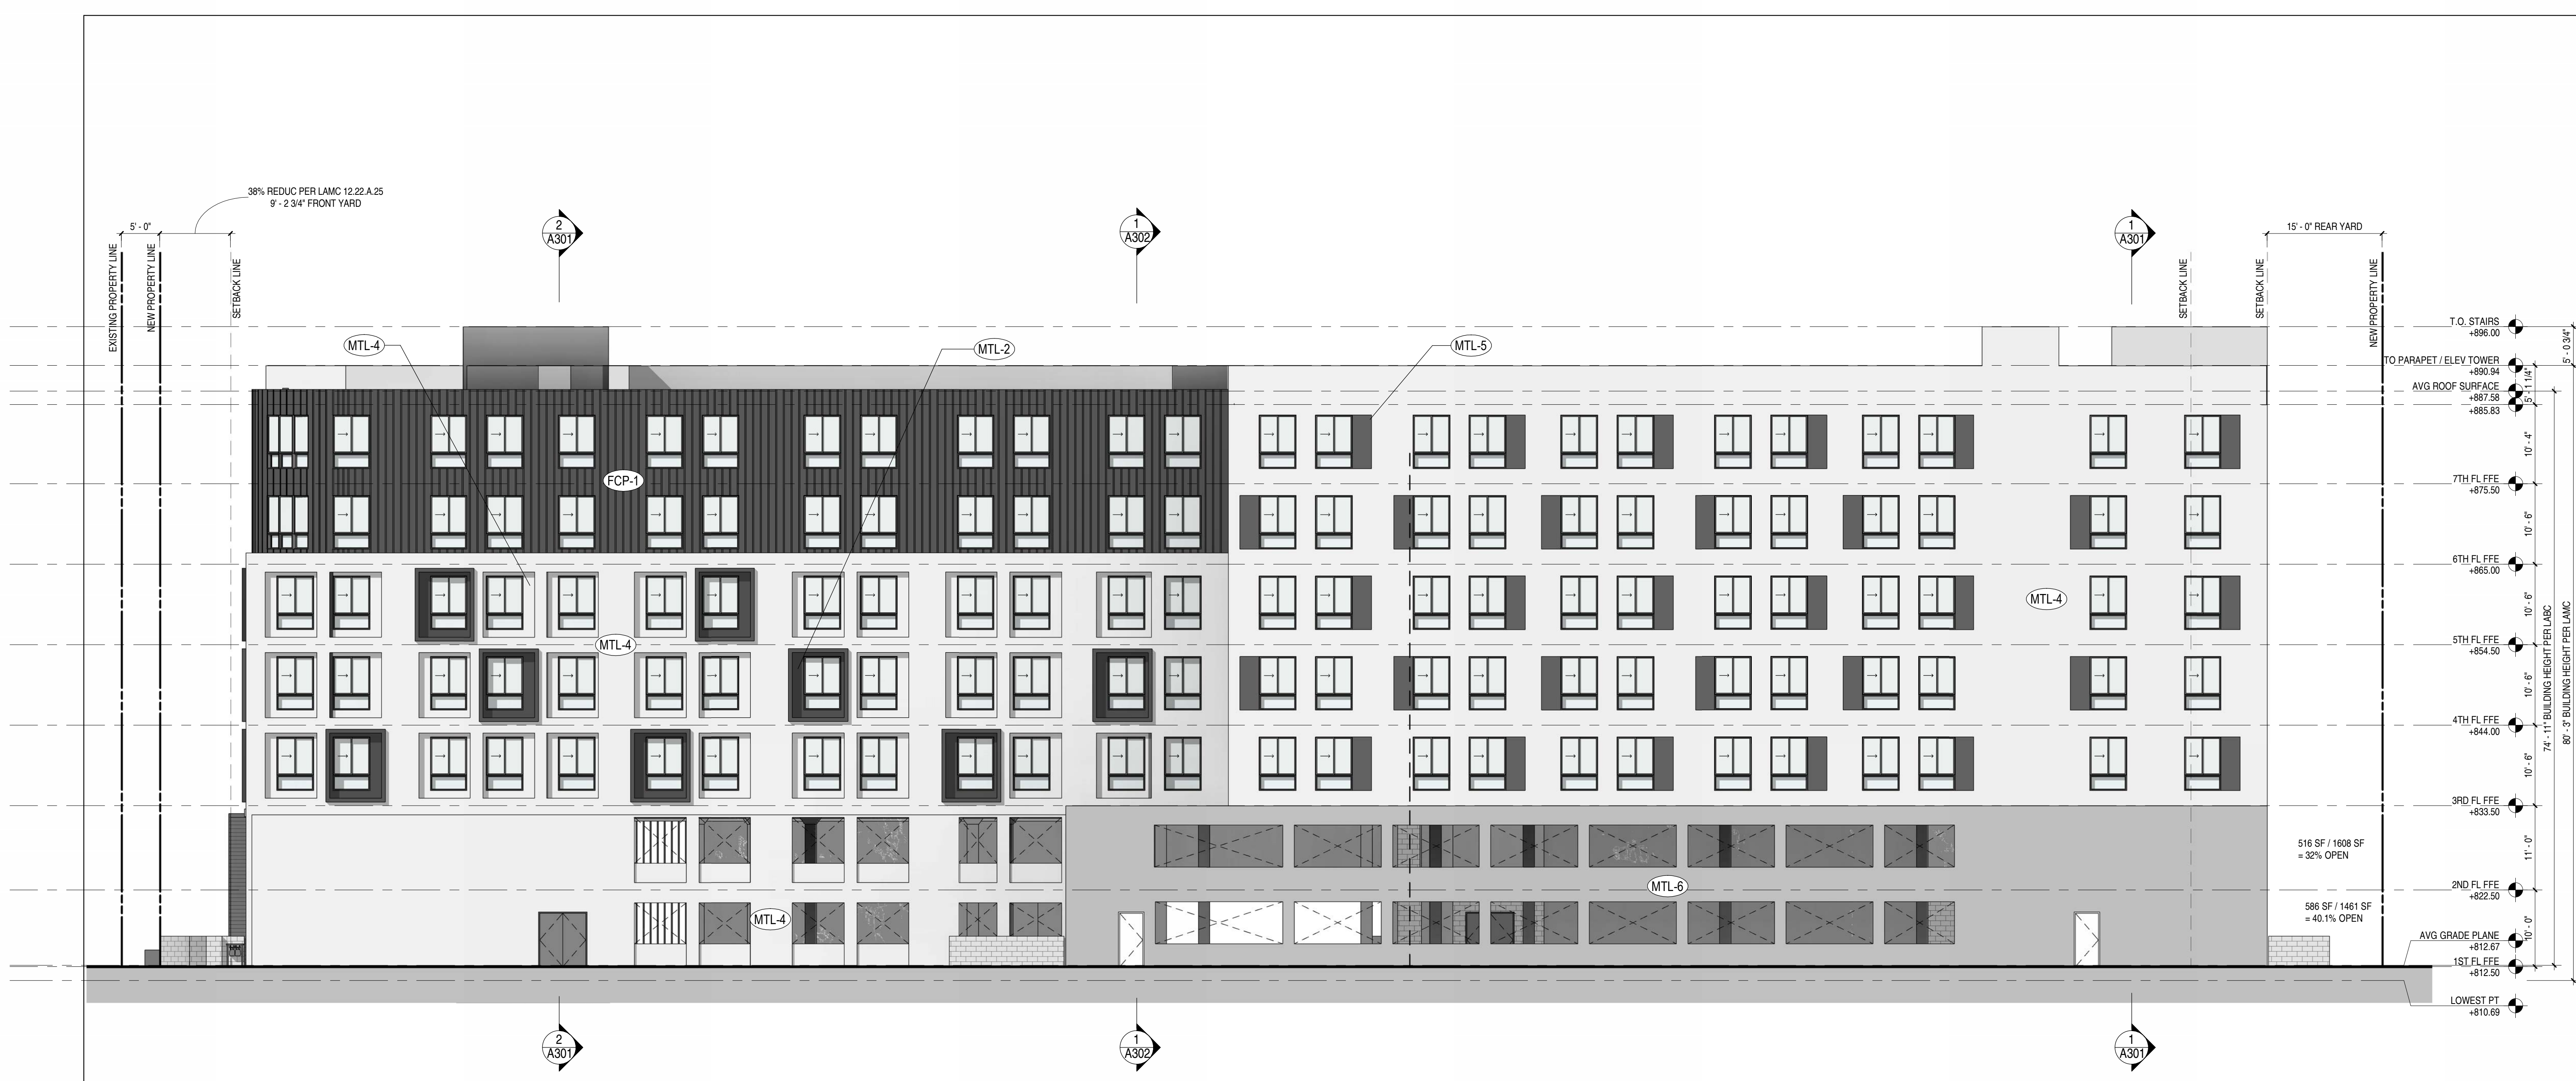 38% REDUC PER LAMC 12.22.A.25
9' - 2 3/4" FRONT YARD
5' - 0"
EXISTING PROPERTY LINE
NEW PROPERTY LINE
SETBACK LINE
2
A301
1
A302
1
A301
15' - 0" REAR YARD
SETBACK LINE
SETBACK LINE
NEW PROPERTY LINE
MTL-4
MTL-2
MTL-5
FCP-1
MTL-4
MTL-4
MTL-4
MTL-6
T.O. STAIRS
+896.00
TO PARAPET / ELEV TOWER
+890.94
AVG ROOF SURFACE
+887.58
+885.83
7TH FL FFE
+875.50
6TH FL FFE
+865.00
5TH FL FFE
+854.50
4TH FL FFE
+844.00
3RD FL FFE
+833.50
516 SF / 1608 SF
= 32% OPEN
2ND FL FFE
+822.50
586 SF / 1461 SF
= 40.1% OPEN
AVG GRADE PLANE
+812.67
1ST FL FFE
+812.50
LOWEST PT
+810.69
5' - 0 3/4"
5' - 1 1/4"
10' - 4"
10' - 6"
10' - 6"
10' - 6"
10' - 6"
11' - 0"
10' - 0"
74' - 11" BUILDING HEIGHT PER LABC
80' - 3" BUILDING HEIGHT PER LAMC
2
A301
1
A302
1
A301